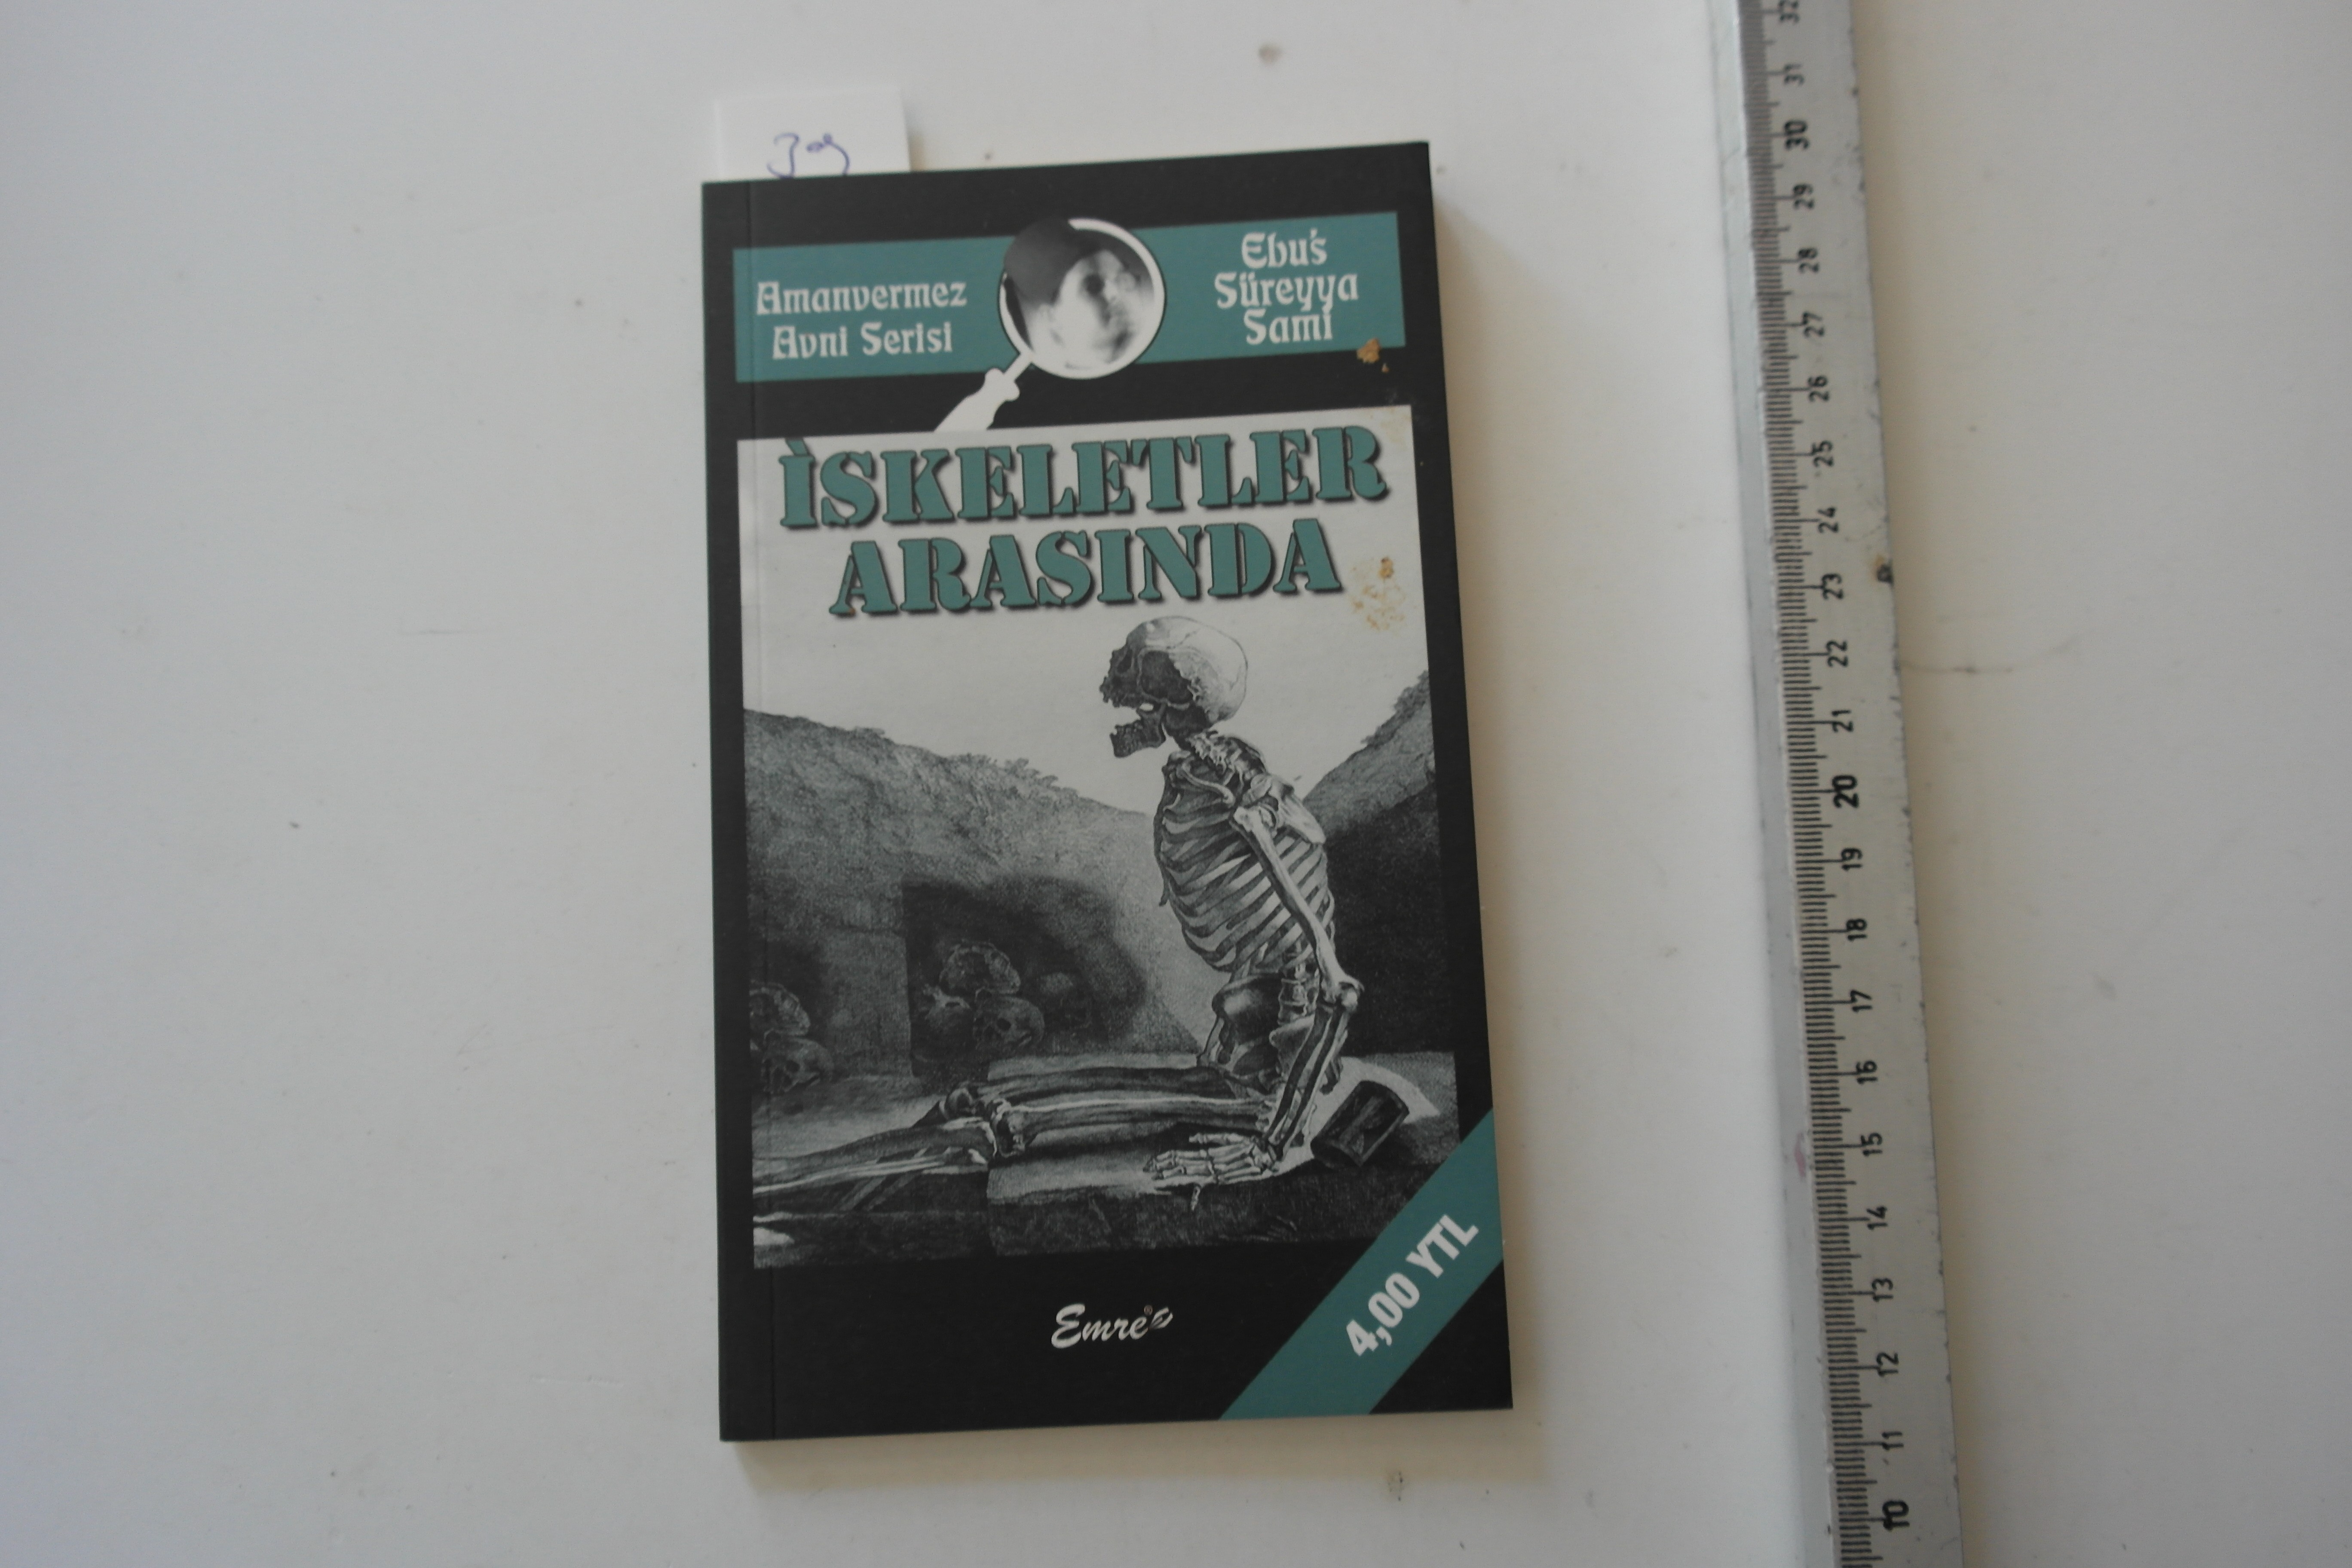 39
Amanvermez
Avni Serisi
Ebu's
Süreyya
Sami
İSKELETLER
ARASINDA
Emre
4,00 YTL
32
31
30
29
28
27
26
25
24
23
22
21
20
19
18
17
16
15
14
13
12
11
10